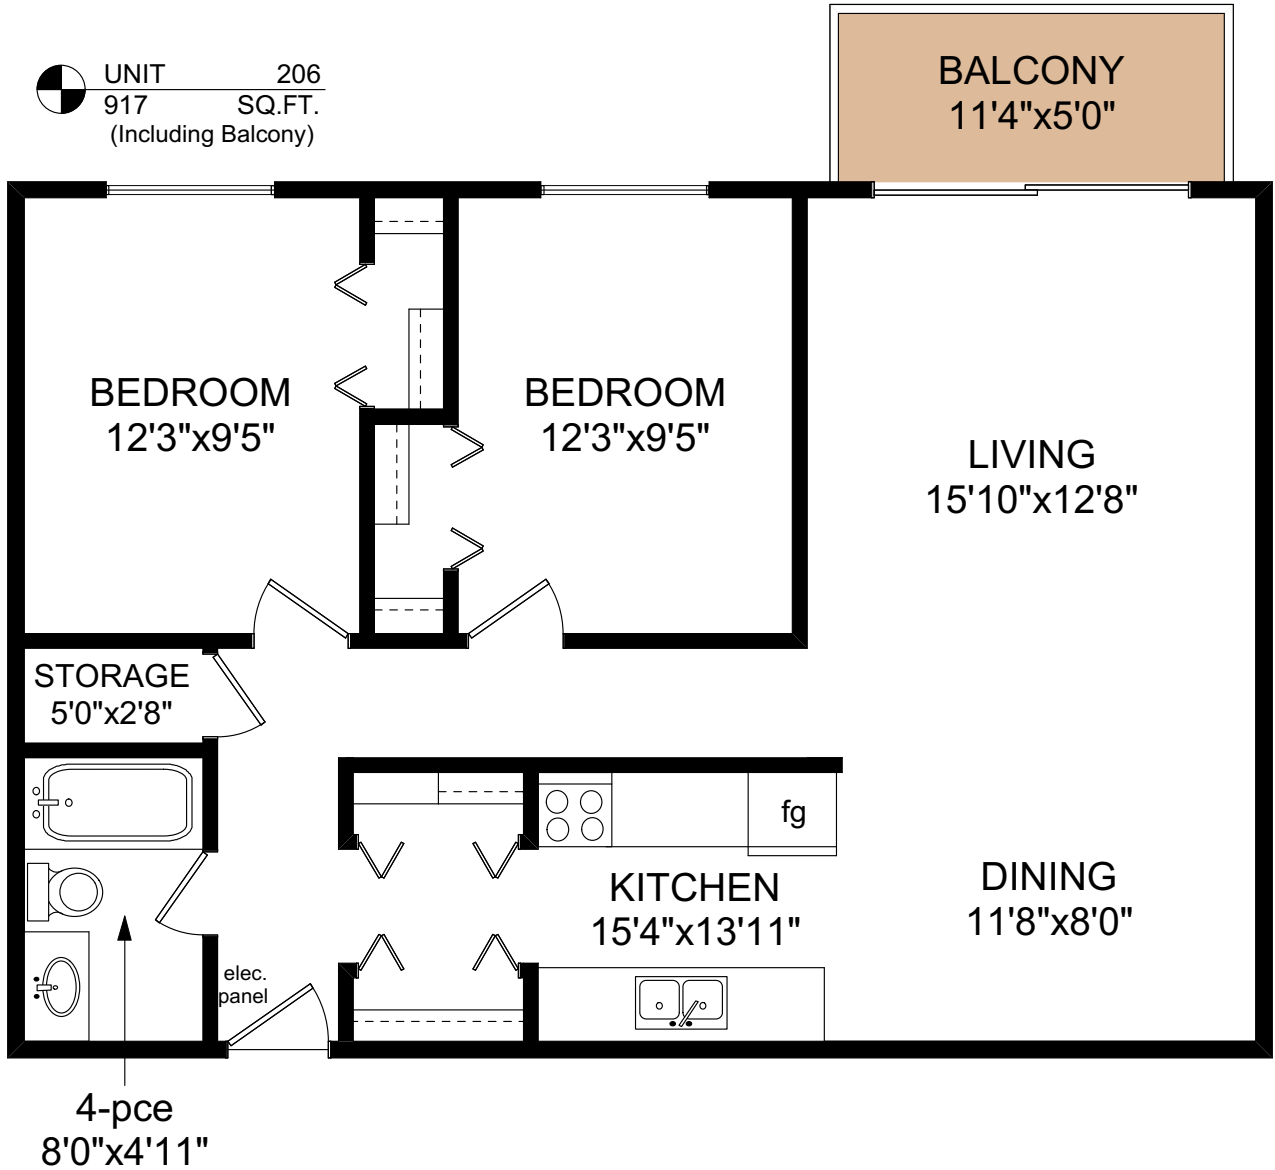 UNIT 206
917 SQ.FT.
(Including Balcony)
BALCONY
11'4"x5'0"
BEDROOM
12'3"x9'5"
BEDROOM
12'3"x9'5"
LIVING
15'10"x12'8"
STORAGE
5'0"x2'8"
fg
KITCHEN
15'4"x13'11"
DINING
11'8"x8'0"
elec.
panel
4-pce
8'0"x4'11"